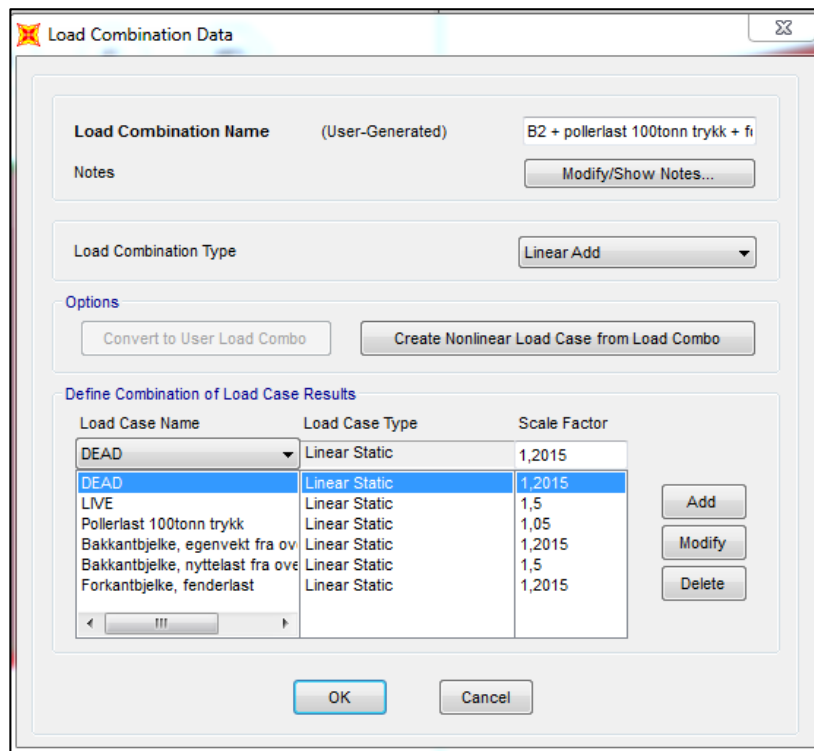 Load Combination Data
Load Combination Name (User-Generated) B2 + pollerlast 100tonn trykk + f
Notes Modify/Show Notes...
Load Combination Type Linear Add
Options
Convert to User Load Combo Create Nonlinear Load Case from Load Combo
Define Combination of Load Case Results
Load Case Name Load Case Type Scale Factor
DEAD Linear Static 1,2015
DEAD Linear Static 1,2015
LIVE Linear Static 1,5
Pollerlast 100tonn trykk Linear Static 1,05
Bakkantbjelke, egenvekt fra ove Linear Static 1,2015
Bakkantbjelke, nyttelast fra ove Linear Static 1,5
Forkantbjelke, fenderlast Linear Static 1,2015
Add
Modify
Delete
OK Cancel